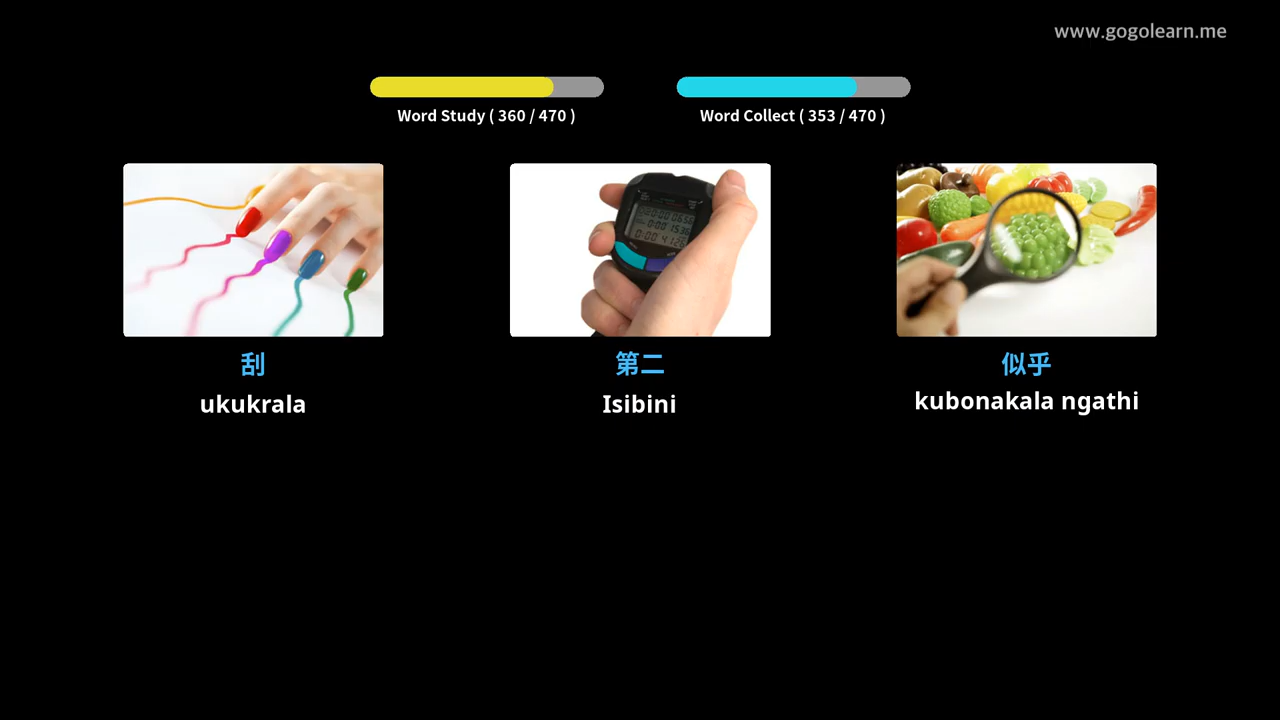 www.gogolearn.me
Word Study ( 360 / 470 )
Word Collect ( 353 / 470 )
刮
第二
似乎
ukukrala
Isibini
kubonakala ngathi